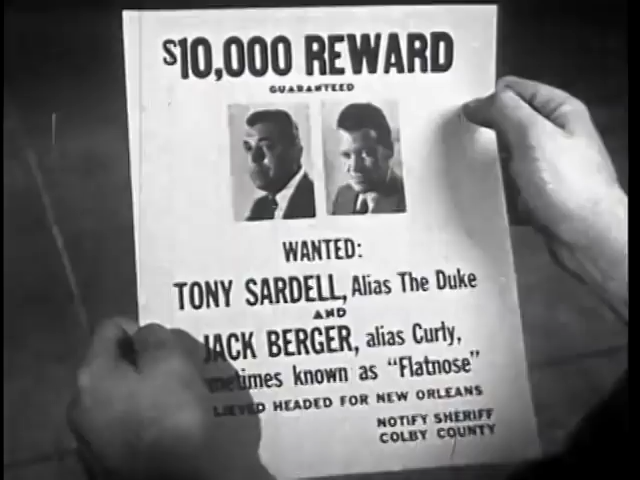 $10,000 REWARD
GUARANTEED
WANTED:
TONY SARDELL, Alias The Duke
AND
JACK BERGER, alias Curly,
metimes known as "Flatnose"
LIEVED HEADED FOR NEW ORLEANS
NOTIFY SHERIFF
COLBY COUNTY